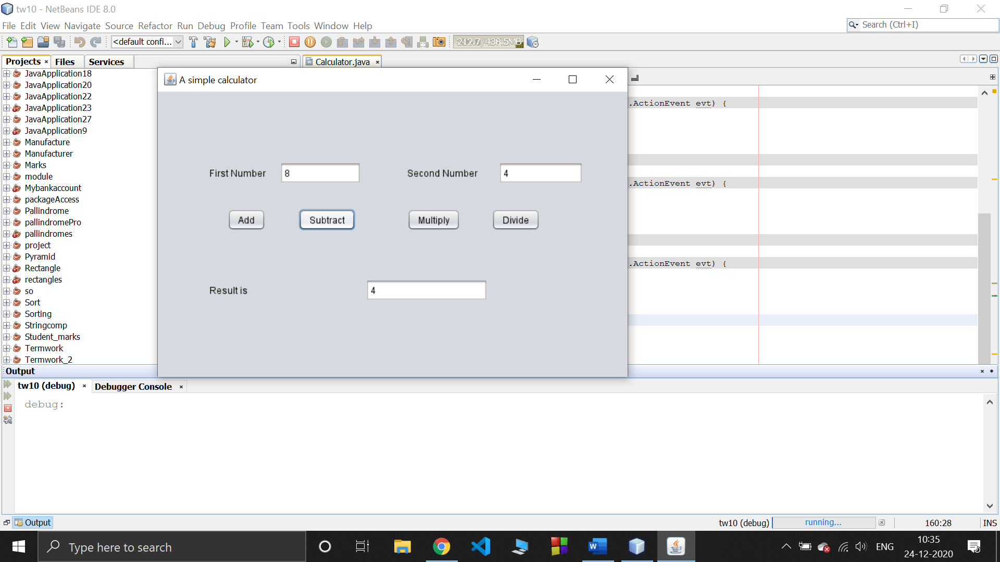 tw10 - NetBeans IDE 8.0
File Edit View Navigate Source Refactor Run Debug Profile Team Tools Window Help
Search (Ctrl+I)
<default confi...
212.7/438.5MB
Projects
Files
Services
Calculator.java
JavaApplication18
JavaApplication20
JavaApplication22
JavaApplication23
JavaApplication27
JavaApplication9
Manufacture
Manufacturer
Marks
module
Mybankaccount
packageAccess
Pallindrome
pallindromePro
pallindromes
project
Pyramid
Rectangle
rectangles
so
Sort
Sorting
Stringcomp
Student_marks
Termwork
Termwork_2
A simple calculator
First Number 8 Second Number 4
Add Subtract Multiply Divide
Result is 4
.ActionEvent evt) {
.ActionEvent evt) {
.ActionEvent evt) {
Output
tw10 (debug)
Debugger Console
debug:
Output
tw10 (debug) running... 160:28 INS
Type here to search
ENG
10:35
24-12-2020